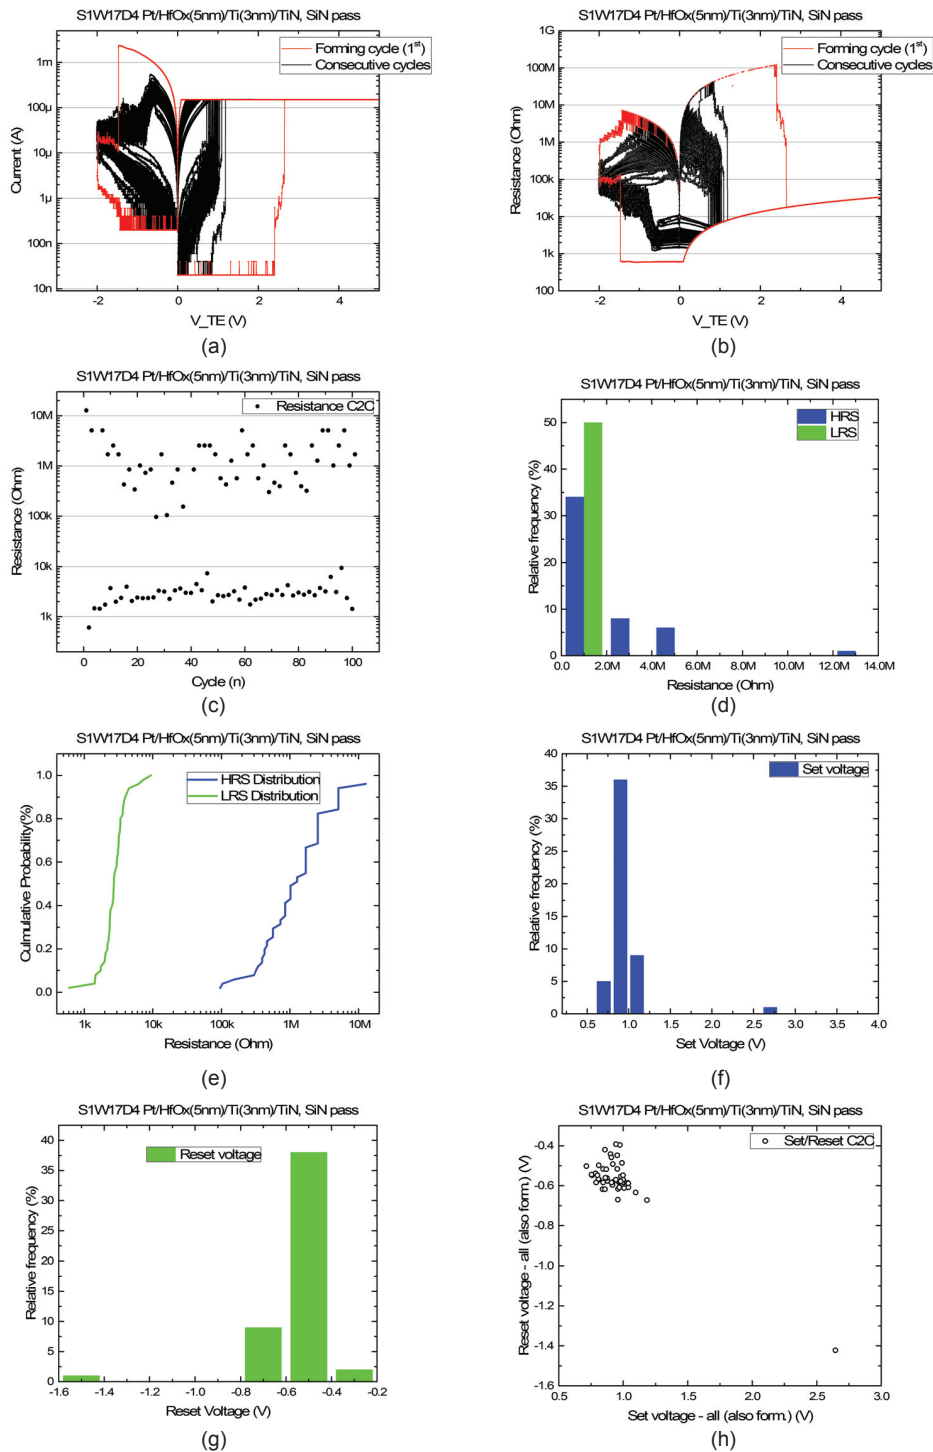 S1W17D4 Pt/HfOx(5nm)/Ti(3nm)/TiN, SiN pass
Forming cycle (1st)
Consecutive cycles
Current (A)
1m
100µ
10µ
1µ
100n
10n
-2
0
2
4
V_TE (V)
(a)
S1W17D4 Pt/HfOx(5nm)/Ti(3nm)/TiN, SiN pass
Forming cycle (1st)
Consecutive cycles
Resistance (Ohm)
1G
100M
10M
1M
100k
10k
1k
100
-2
0
2
4
V_TE (V)
(b)
S1W17D4 Pt/HfOx(5nm)/Ti(3nm)/TiN, SiN pass
Resistance C2C
Resistance (Ohm)
10M
1M
100k
10k
1k
0
20
40
60
80
100
Cycle (n)
(c)
S1W17D4 Pt/HfOx(5nm)/Ti(3nm)/TiN, SiN pass
HRS
LRS
Relative frequency (%)
50
40
30
20
10
0
0.0
2.0M
4.0M
6.0M
8.0M
10.0M
12.0M
14.0M
Resistance (Ohm)
(d)
S1W17D4 Pt/HfOx(5nm)/Ti(3nm)/TiN, SiN pass
HRS Distribution
LRS Distribution
Culmulative Probability(%)
1.0
0.8
0.6
0.4
0.2
0.0
1k
10k
100k
1M
10M
Resistance (Ohm)
(e)
S1W17D4 Pt/HfOx(5nm)/Ti(3nm)/TiN, SiN pass
Set voltage
Relative frequency (%)
40
35
30
25
20
15
10
5
0
0.5
1.0
1.5
2.0
2.5
3.0
3.5
4.0
Set Voltage (V)
(f)
S1W17D4 Pt/HfOx(5nm)/Ti(3nm)/TiN, SiN pass
Reset voltage
Relative frequency (%)
40
35
30
25
20
15
10
5
0
-1.6
-1.4
-1.2
-1.0
-0.8
-0.6
-0.4
-0.2
Reset Voltage (V)
(g)
S1W17D4 Pt/HfOx(5nm)/Ti(3nm)/TiN, SiN pass
Set/Reset C2C
Reset voltage - all (also form.) (V)
-0.4
-0.6
-0.8
-1.0
-1.2
-1.4
-1.6
0.5
1.0
1.5
2.0
2.5
3.0
Set voltage - all (also form.) (V)
(h)